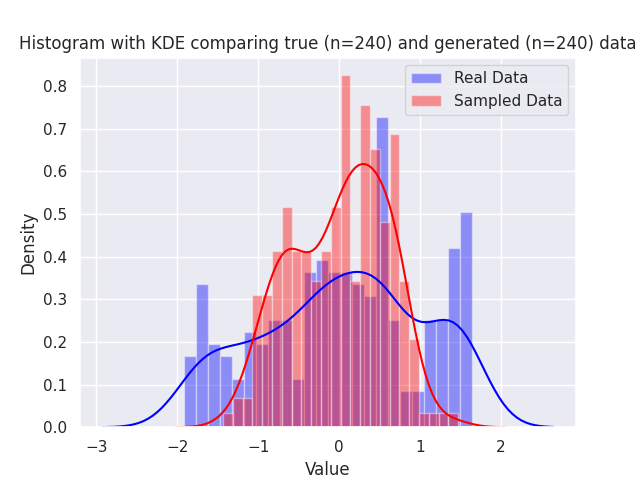 Histogram with KDE comparing true (n=240) and generated (n=240) data
Real Data
Sampled Data
0.8
0.7
0.6
0.5
0.4
0.3
0.2
0.1
0.0
Density
−3 −2 −1 0 1 2
Value